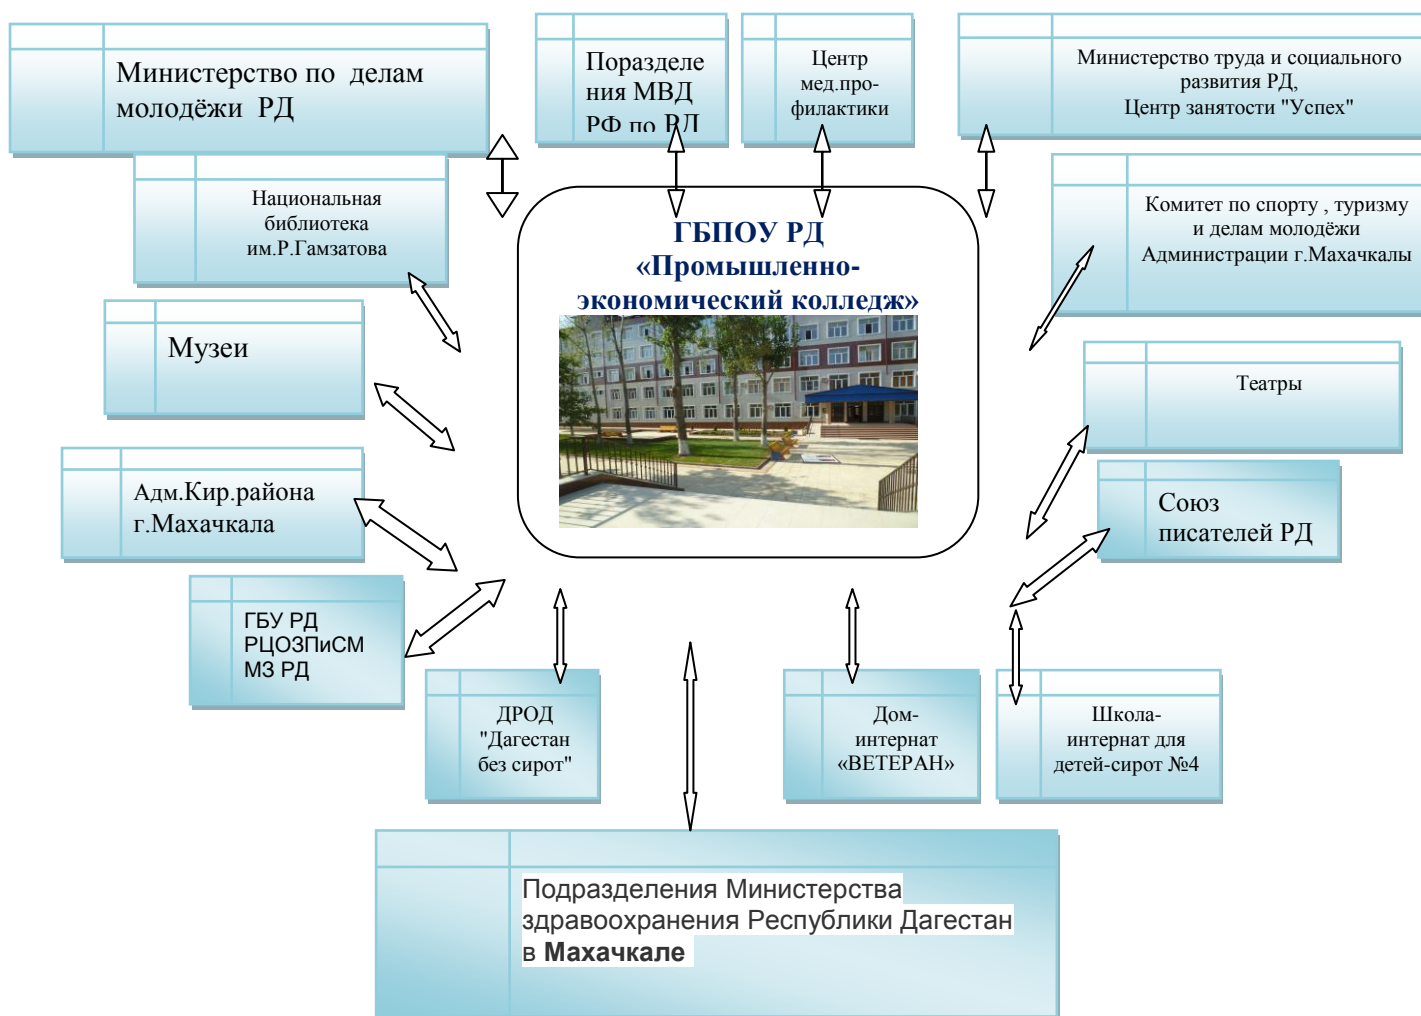 Министерство по делам
молодёжи РД
Поразделе
ния МВД
РФ по РД
Центр
мед.про-
филактики
Министерство труда и социального
развития РД,
Центр занятости "Успех"
Национальная
библиотека
им.Р.Гамзатова
ГБПОУ РД
«Промышленно-
экономический колледж»
Комитет по спорту , туризму
и делам молодёжи
Администрации г.Махачкалы
Музеи
Театры
Адм.Кир.района
г.Махачкала
Союз
писателей РД
ГБУ РД
РЦОЗПиСМ
МЗ РД
ДРОД
"Дагестан
без сирот"
Дом-
интернат
«ВЕТЕРАН»
Школа-
интернат для
детей-сирот №4
Подразделения Министерства
здравоохранения Республики Дагестан
в Махачкале